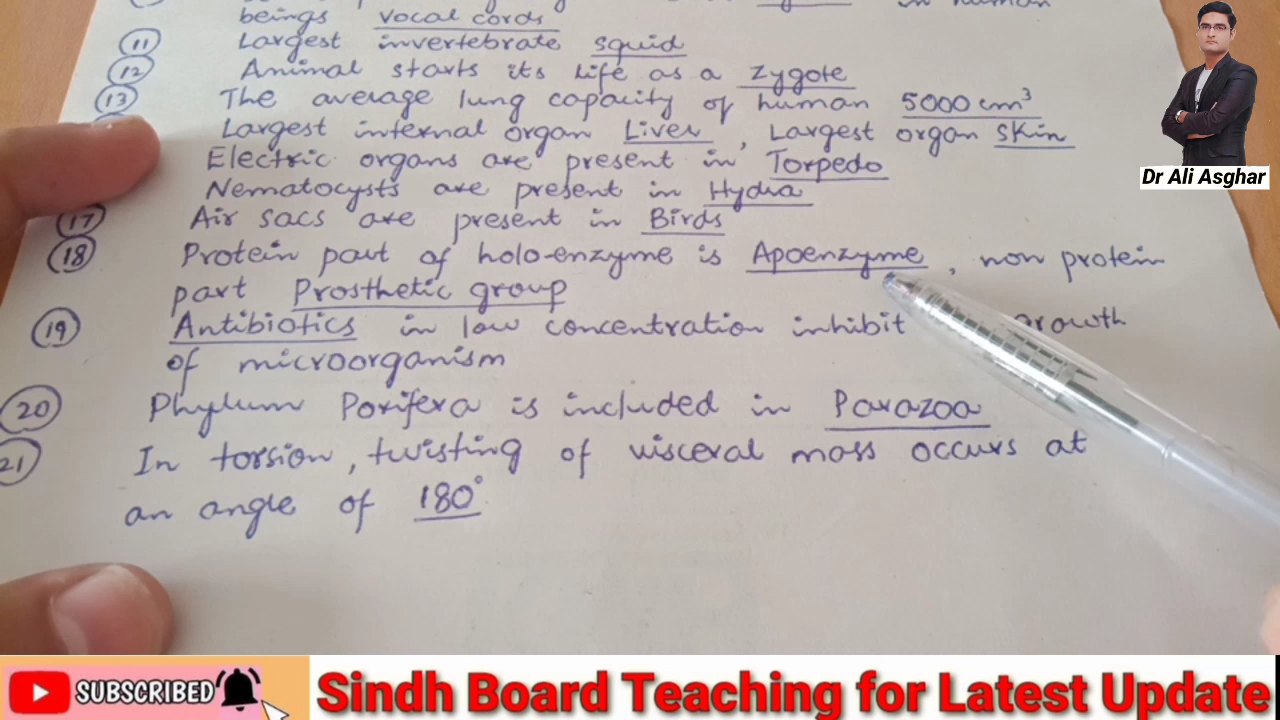 beings vocal cords
11 Largest invertebrate squid
12 Animal starts its life as a zygote
13 The average lung capacity of human 5000 cm³
Largest internal organ Liver, Largest organ skin
Electric organs are present in Torpedo
Nematocysts are present in Hydra
17 Air sacs are present in Birds
18 Protein part of holo-enzyme is Apoenzyme, non protein
part Prosthetic group
19 Antibiotics in low concentration inhibit growth
of microorganism
20 Phylum Porifera is included in Parazoa
21 In torsion, twisting of visceral mass occurs at
an angle of 180°
Dr Ali Asghar
SUBSCRIBED
Sindh Board Teaching for Latest Update